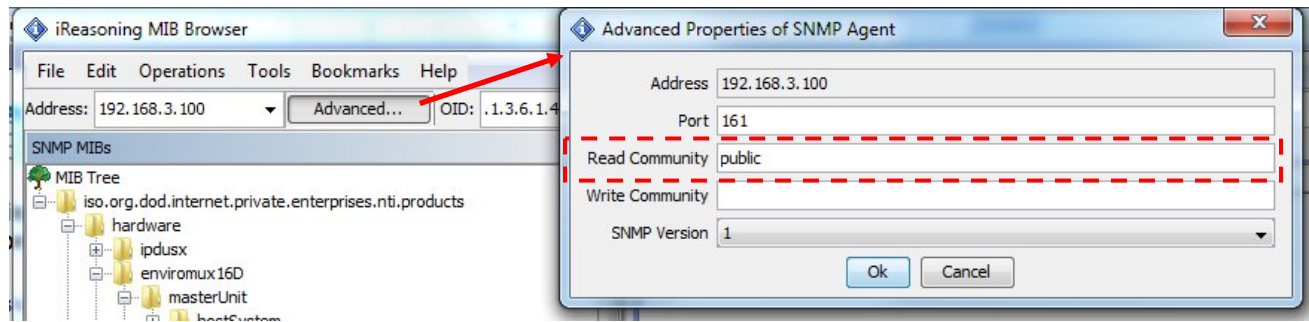 iReasoning MIB Browser
File Edit Operations Tools Bookmarks Help
Address: 192.168.3.100 Advanced... OID: .1.3.6.1.4
SNMP MIBs
MIB Tree
iso.org.dod.internet.private.enterprises.nti.products
hardware
ipdusx
enviromux16D
masterUnit
hostSystem
Advanced Properties of SNMP Agent
Address 192.168.3.100
Port 161
Read Community public
Write Community
SNMP Version 1
Ok Cancel